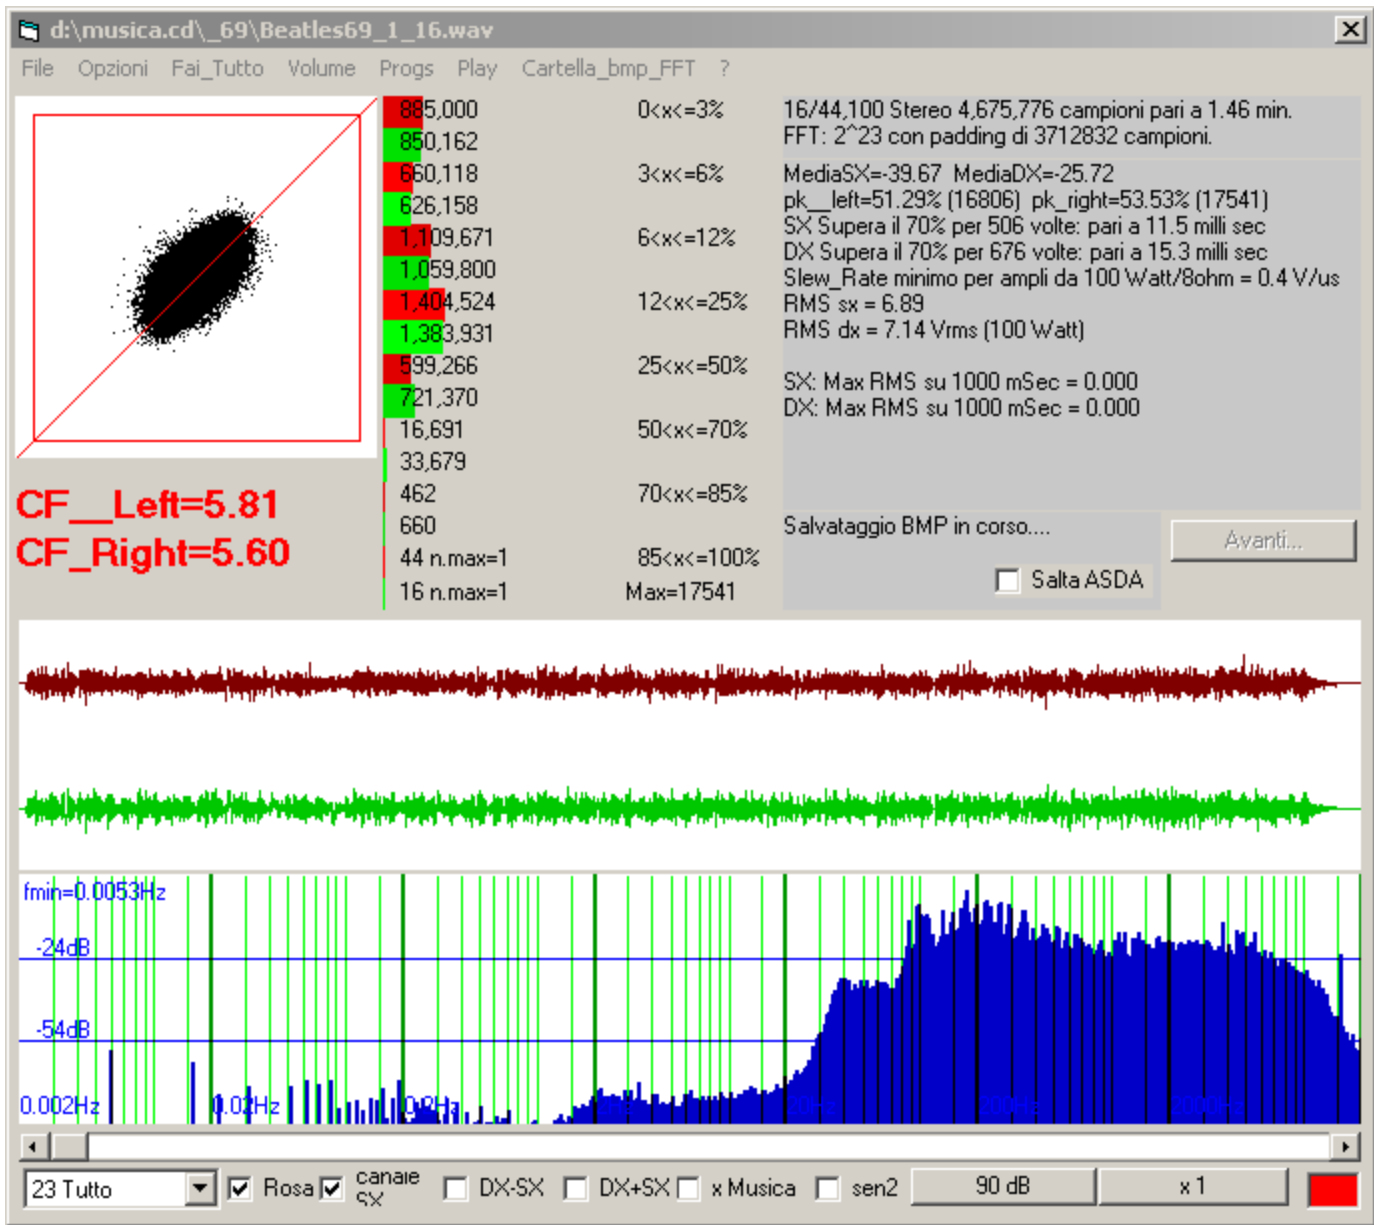 d:\musica.cd\_69\Beatles69_1_16.wav
File Opzioni Fai_Tutto Volume Progs Play Cartella_bmp_FFT ?
885,000 0<x<=3%
850,162
660,118 3<x<=6%
626,158
1,109,671 6<x<=12%
1,059,800
1,404,524 12<x<=25%
1,383,931
599,266 25<x<=50%
721,370
16,691 50<x<=70%
33,679
462 70<x<=85%
660
44 n.max=1 85<x<=100%
16 n.max=1 Max=17541
CF__Left=5.81
CF_Right=5.60
16/44,100 Stereo 4,675,776 campioni pari a 1.46 min.
FFT: 2^23 con padding di 3712832 campioni.
MediaSX=-39.67 MediaDX=-25.72
pk__left=51.29% (16806) pk_right=53.53% (17541)
SX Supera il 70% per 506 volte: pari a 11.5 milli sec
DX Supera il 70% per 676 volte: pari a 15.3 milli sec
Slew_Rate minimo per ampli da 100 Watt/8ohm = 0.4 V/us
RMS sx = 6.89
RMS dx = 7.14 Vrms (100 Watt)
SX: Max RMS su 1000 mSec = 0.000
DX: Max RMS su 1000 mSec = 0.000
Salvataggio BMP in corso....
Avanti...
Salta ASDA
fmin=0.0053Hz
-24dB
-54dB
0.002Hz 0.02Hz 0.2Hz 2Hz 20Hz 200Hz 2000Hz
23 Tutto Rosa canale SX DX-SX DX+SX x Musica sen2 90 dB x 1